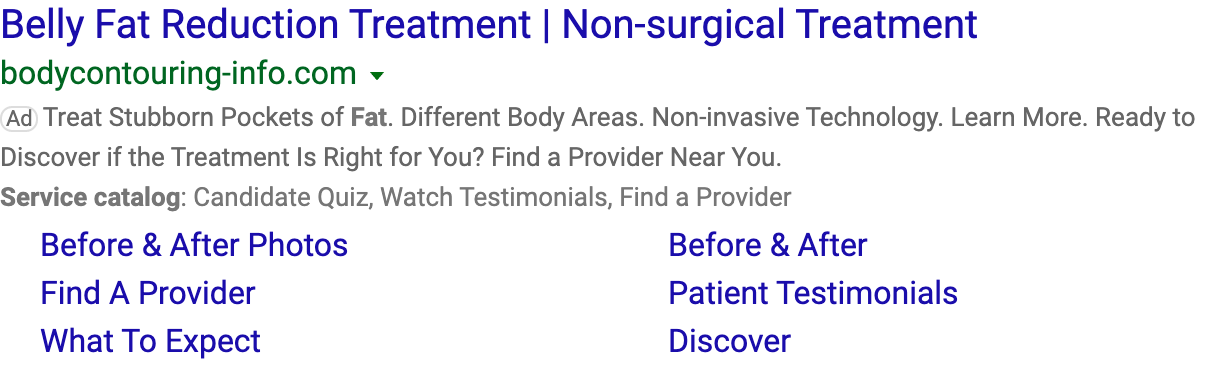 Belly Fat Reduction Treatment | Non-surgical Treatment
bodycontouring-info.com
Ad Treat Stubborn Pockets of Fat. Different Body Areas. Non-invasive Technology. Learn More. Ready to
Discover if the Treatment Is Right for You? Find a Provider Near You.
Service catalog: Candidate Quiz, Watch Testimonials, Find a Provider
Before & After Photos
Before & After
Find A Provider
Patient Testimonials
What To Expect
Discover